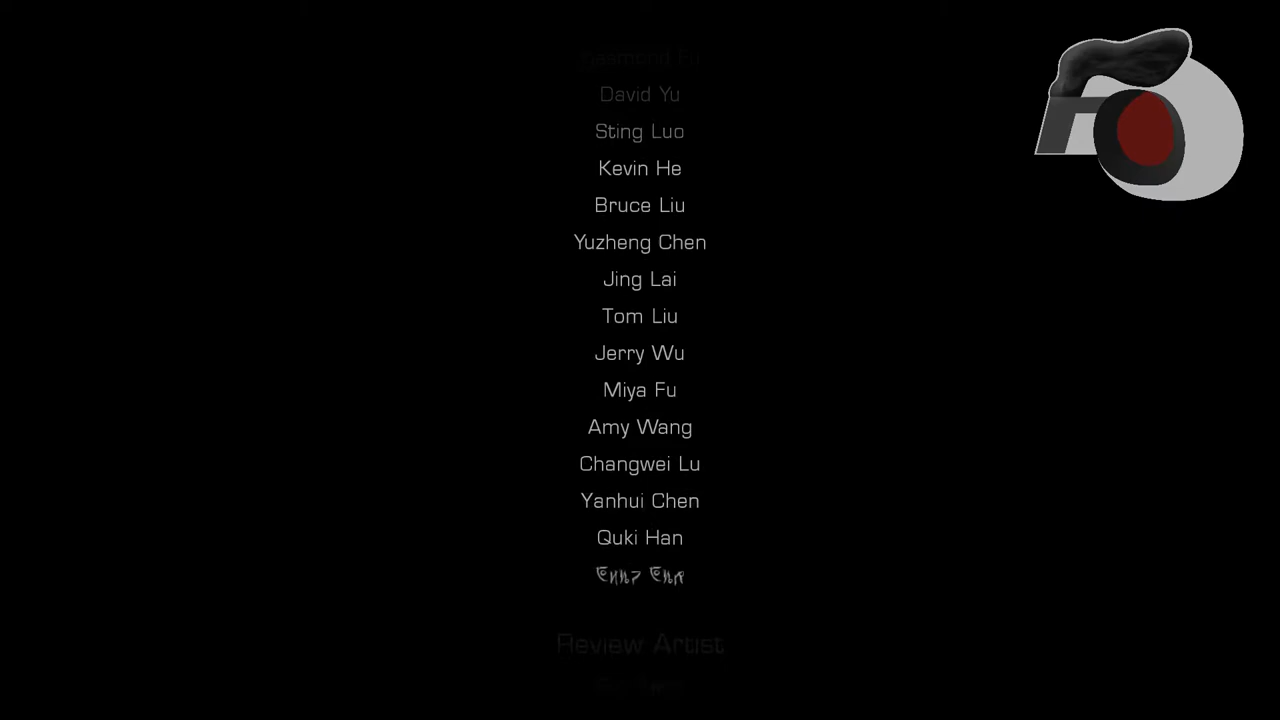 David Yu
Sting Luo
Kevin He
Bruce Liu
Yuzheng Chen
Jing Lai
Tom Liu
Jerry Wu
Miya Fu
Amy Wang
Changwei Lu
Yanhui Chen
Quki Han
Review Artist